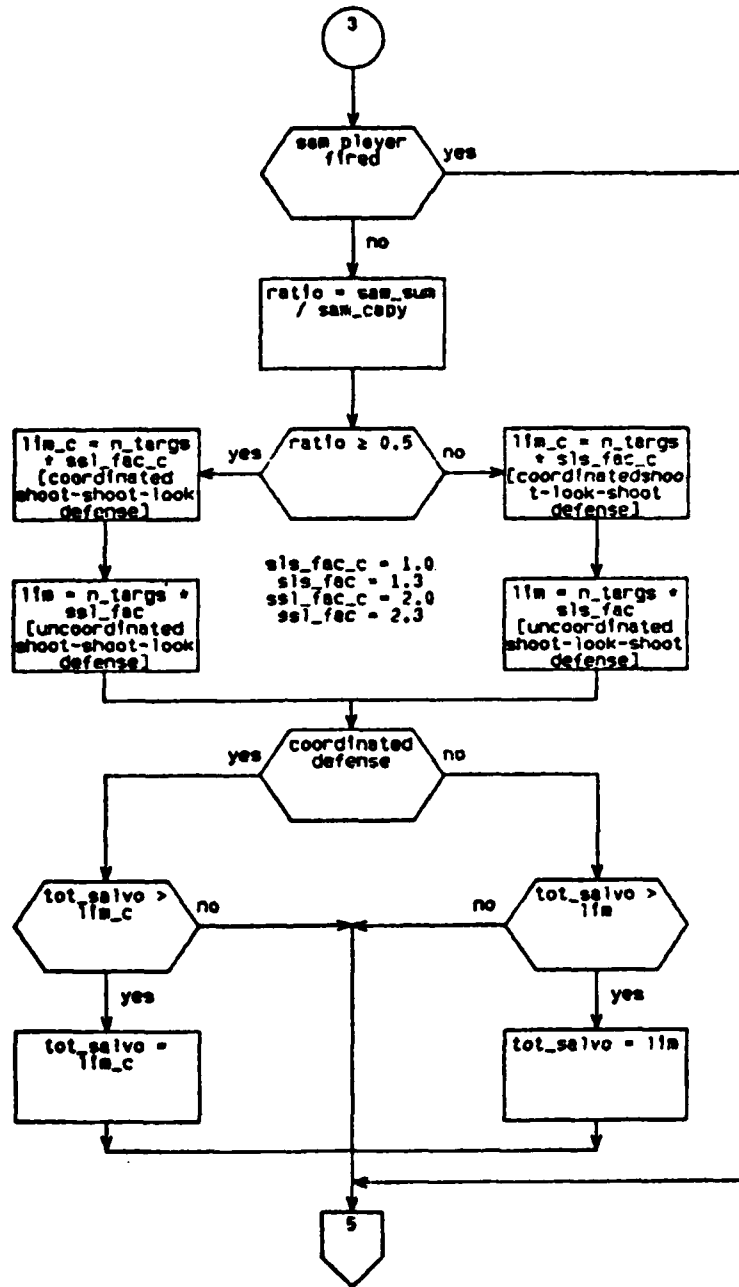 3
sam player
fired
yes
no
ratio = sam_sum
/ sam_capy
lim_c = n_targs
* ssl_fac_c
[coordinated
shoot-shoot-look
defense]
yes
ratio ≥ 0.5
no
lim_c = n_targs
* sls_fac_c
[coordinatedshoo
t-look-shoot
defense]
sls_fac_c = 1.0
sls_fac = 1.3
ssl_fac_c = 2.0
ssl_fac = 2.3
lim = n_targs *
ssl_fac
[uncoordinated
shoot-shoot-look
defense]
lim = n_targs *
sls_fac
[uncoordinated
shoot-look-shoot
defense]
yes
coordinated
defense
no
tot_salvo >
lim_c
no
no
tot_salvo >
lim
yes
yes
tot_salvo =
lim_c
tot_salvo = lim
5